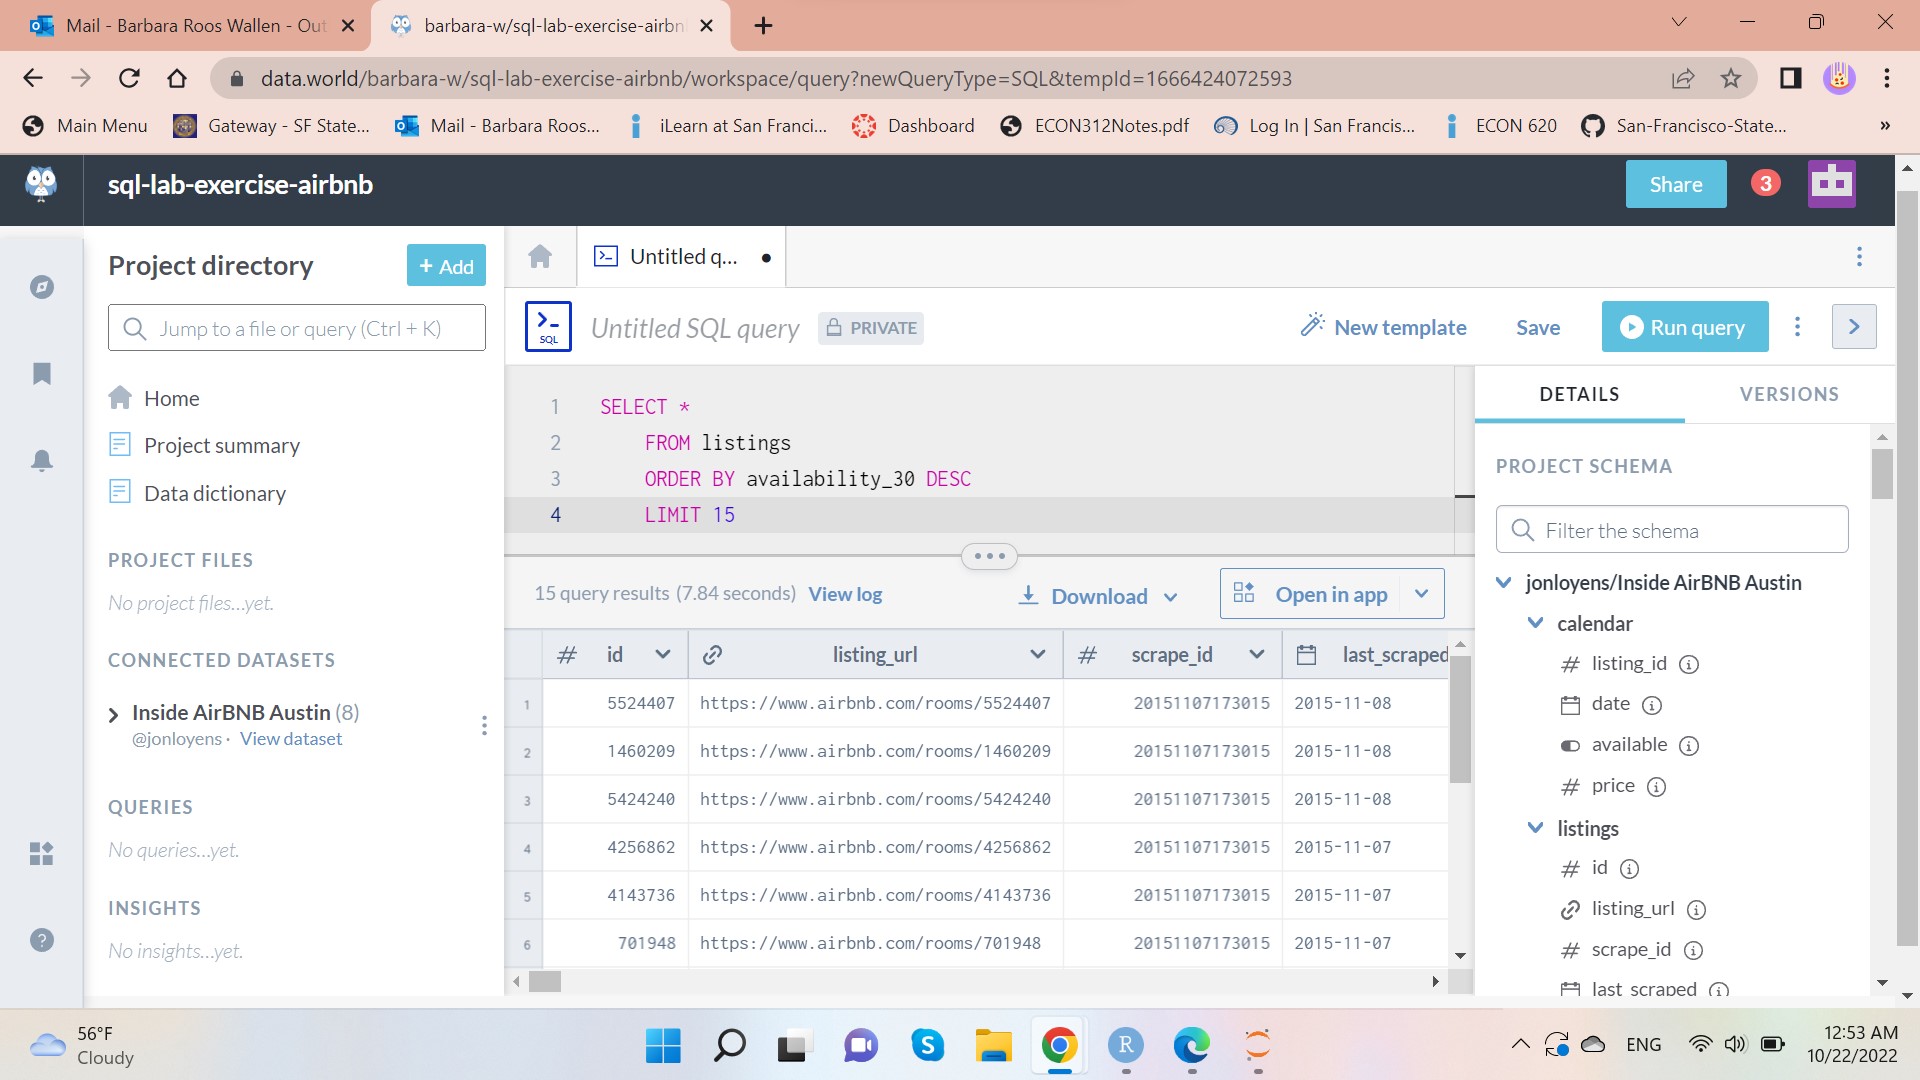 Mail - Barbara Roos Wallen - Out
barbara-w/sql-lab-exercise-airbn
data.world/barbara-w/sql-lab-exercise-airbnb/workspace/query?newQueryType=SQL&tempId=1666424072593
Main Menu
Gateway - SF State...
Mail - Barbara Roos...
iLearn at San Franci...
Dashboard
ECON312Notes.pdf
Log In | San Francis...
ECON 620
San-Francisco-State...
»
sql-lab-exercise-airbnb
Share
3
Project directory
+ Add
Jump to a file or query (Ctrl + K)
Home
Project summary
Data dictionary
PROJECT FILES
No project files...yet.
CONNECTED DATASETS
Inside AirBNB Austin (8)
@jonloyens · View dataset
QUERIES
No queries...yet.
INSIGHTS
No insights...yet.
Untitled q...
SQL
Untitled SQL query
PRIVATE
New template
Save
Run query
1 SELECT *
2 FROM listings
3 ORDER BY availability_30 DESC
4 LIMIT 15
15 query results (7.84 seconds) View log
Download
Open in app
# id listing_url # scrape_id last_scraped
1 5524407 https://www.airbnb.com/rooms/5524407 20151107173015 2015-11-08
2 1460209 https://www.airbnb.com/rooms/1460209 20151107173015 2015-11-08
3 5424240 https://www.airbnb.com/rooms/5424240 20151107173015 2015-11-08
4 4256862 https://www.airbnb.com/rooms/4256862 20151107173015 2015-11-07
5 4143736 https://www.airbnb.com/rooms/4143736 20151107173015 2015-11-07
6 701948 https://www.airbnb.com/rooms/701948 20151107173015 2015-11-07
DETAILS
VERSIONS
PROJECT SCHEMA
Filter the schema
jonloyens/Inside AirBNB Austin
calendar
# listing_id
date
available
# price
listings
# id
listing_url
# scrape_id
last_scraped
56°F
Cloudy
ENG
12:53 AM
10/22/2022